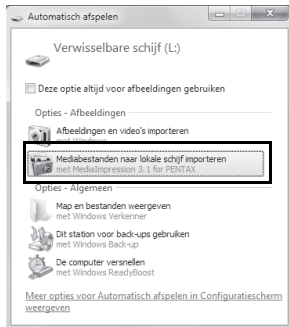 Automatisch afspelen
Verwisselbare schijf (L:)
Deze optie altijd voor afbeeldingen gebruiken
Opties - Afbeeldingen
Afbeeldingen en video's importeren
met Windows
Mediabestanden naar lokale schijf importeren
met MediaImpression 3.1 for PENTAX
Opties - Algemeen
Map en bestanden weergeven
met Windows Verkenner
Dit station voor back-ups gebruiken
met Windows Back-up
De computer versnellen
met Windows ReadyBoost
Meer opties voor Automatisch afspelen in Configuratiescherm
weergeven